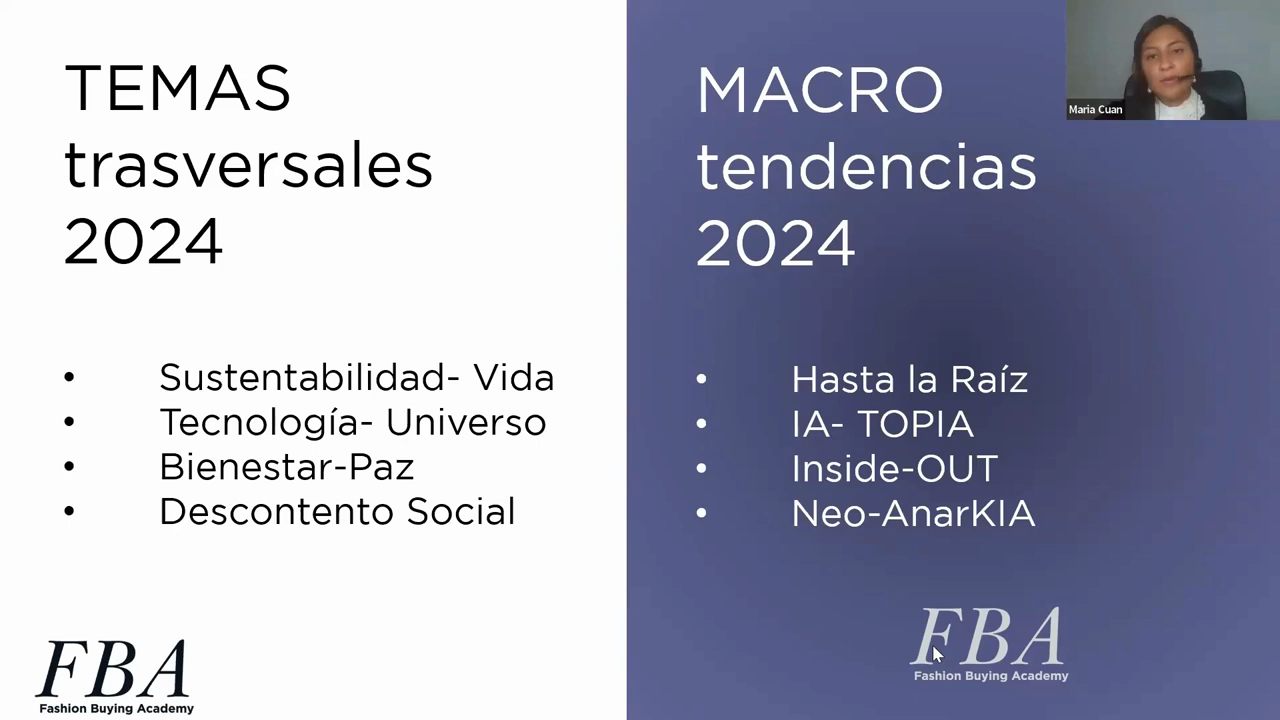 TEMAS
trasversales
2024
• Sustentabilidad- Vida
• Tecnología- Universo
• Bienestar-Paz
• Descontento Social
FBA
Fashion Buying Academy
MACRO
tendencias
2024
• Hasta la Raíz
• IA- TOPIA
• Inside-OUT
• Neo-AnarKIA
FBA
Fashion Buying Academy
Maria Cuan